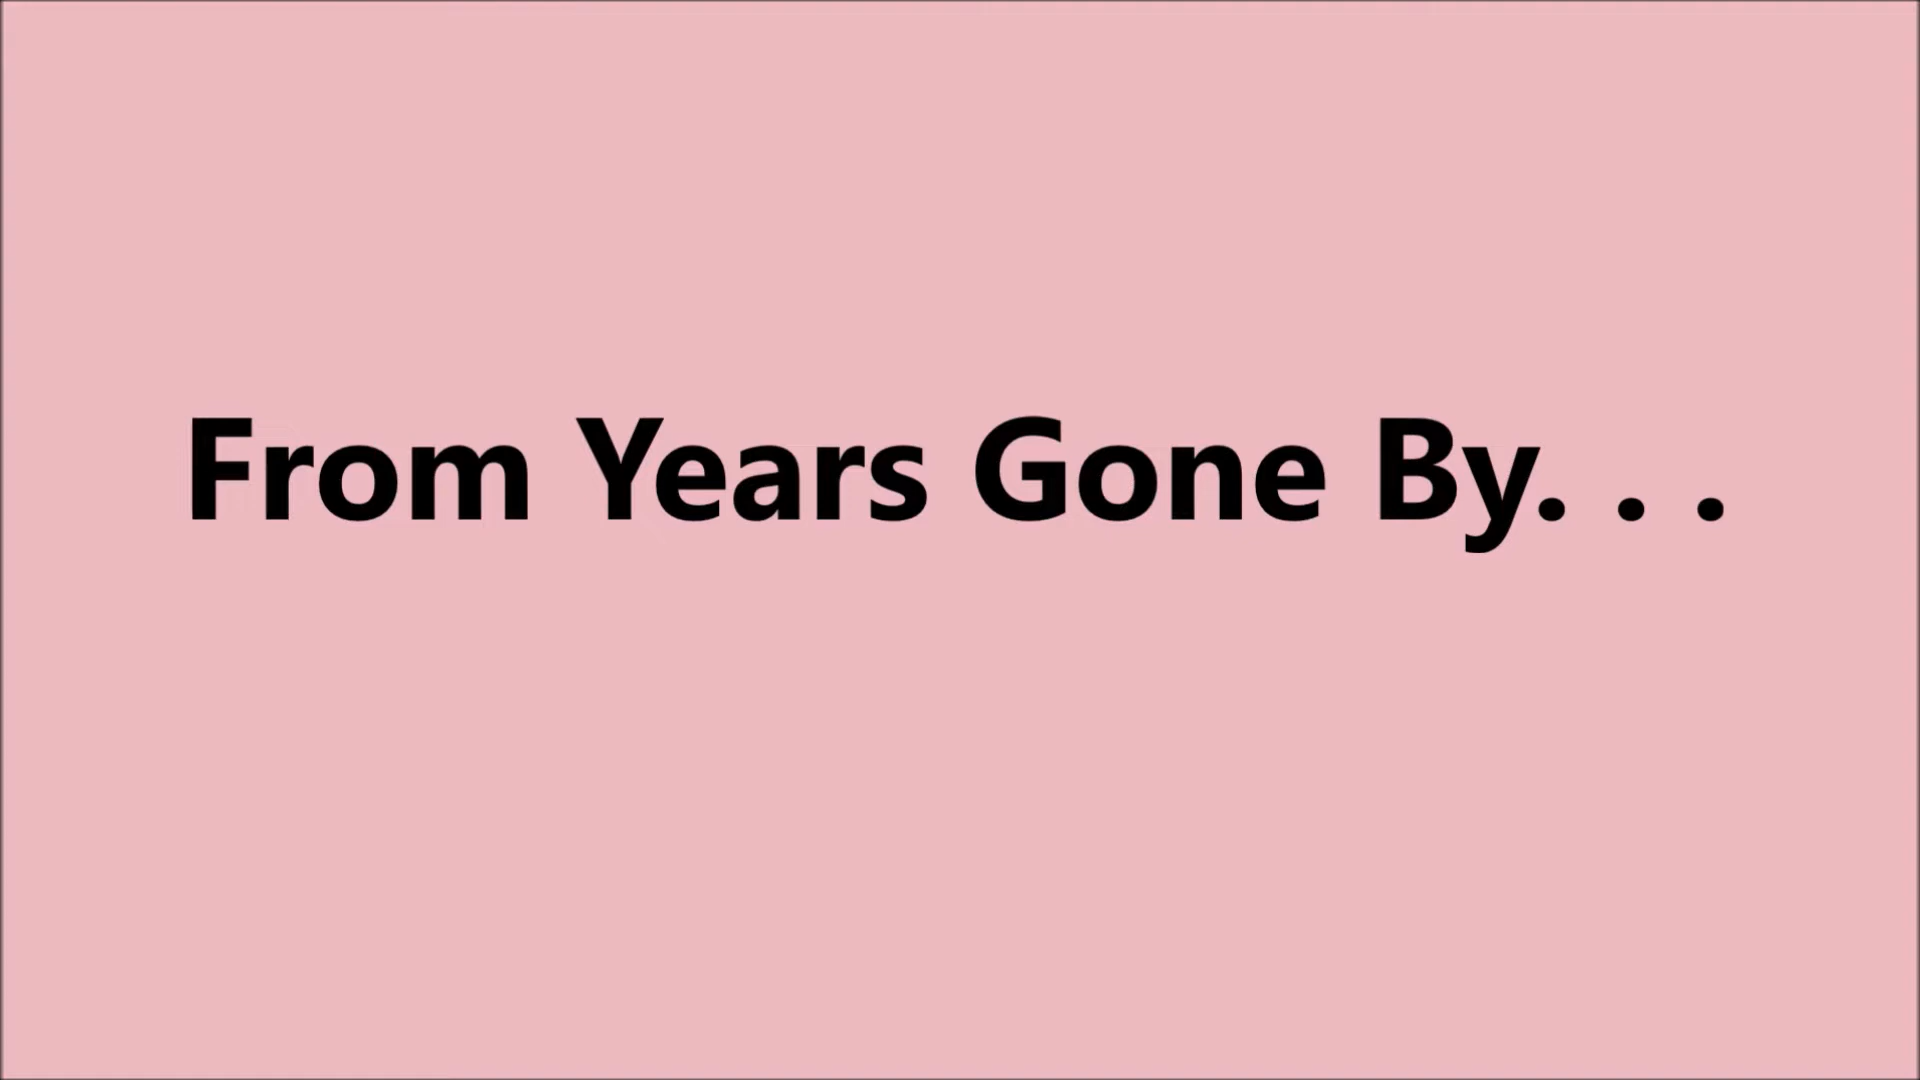 From Years Gone By. . .